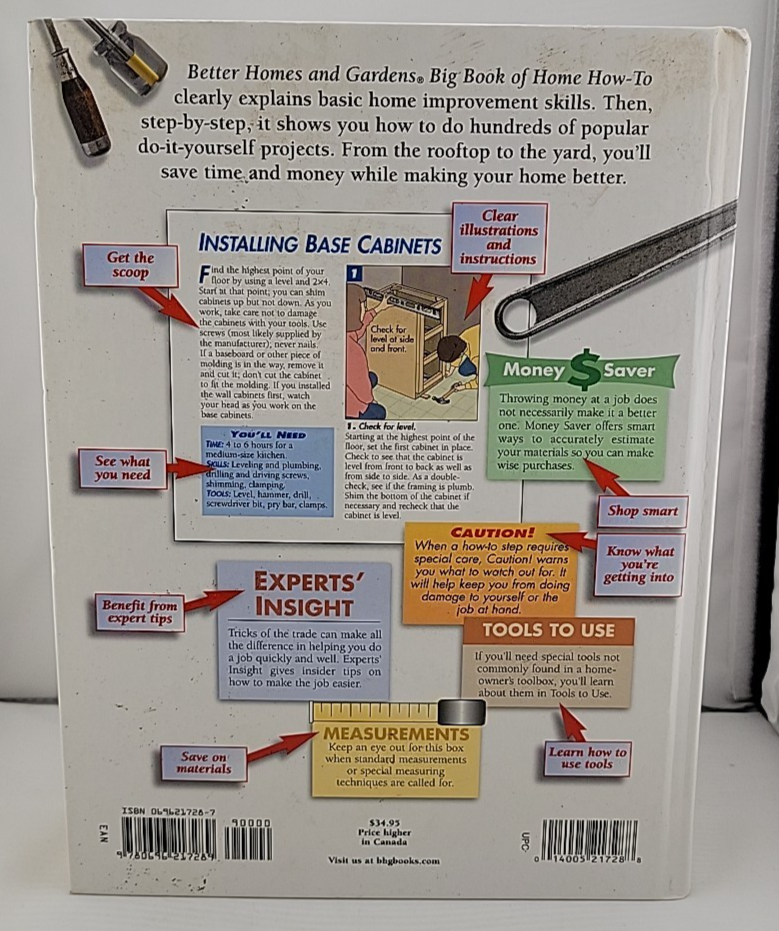 Better Homes and Gardens® Big Book of Home How-To
clearly explains basic home improvement skills. Then,
step-by-step, it shows you how to do hundreds of popular
do-it-yourself projects. From the rooftop to the yard, you'll
save time and money while making your home better.
Get the
scoop
INSTALLING BASE CABINETS
Clear
illustrations
and
instructions
Find the highest point of your
floor by using a level and 2×4.
Start at that point; you can shim
cabinets up but not down. As you
work, take care not to damage
the cabinets with your tools. Use
screws (most likely supplied by
the manufacturer); never nails.
If a baseboard or other piece of
molding is in the way, remove it
and cut it; don't cut the cabinet
to fit the molding. If you installed
the wall cabinets first, watch
your head as you work on the
base cabinets.
1
Check for
level at side
and front.
1. Check for level.
Starting at the highest point of the
floor, set the first cabinet in place.
Check to see that the cabinet is
level from front to back as well as
from side to side. As a double-
check, see if the framing is plumb.
Shim the bottom of the cabinet if
necessary and recheck that the
cabinet is level.
See what
you need
YOU'LL NEED
TIME: 4 to 6 hours for a
medium-size kitchen.
SKILLS: Leveling and plumbing,
drilling and driving screws,
shimming, clamping.
TOOLS: Level, hammer, drill,
screwdriver bit, pry bar, clamps.
Money $ Saver
Throwing money at a job does
not necessarily make it a better
one. Money Saver offers smart
ways to accurately estimate
your materials so you can make
wise purchases.
Shop smart
CAUTION!
When a how-to step requires
special care, Caution! warns
you what to watch out for. It
will help keep you from doing
damage to yourself or the
job at hand.
Know what
you're
getting into
Benefit from
expert tips
EXPERTS'
INSIGHT
Tricks of the trade can make all
the difference in helping you do
a job quickly and well. Experts'
Insight gives insider tips on
how to make the job easier.
TOOLS TO USE
If you'll need special tools not
commonly found in a home-
owner's toolbox, you'll learn
about them in Tools to Use.
Learn how to
use tools
Save on
materials
MEASUREMENTS
Keep an eye out for this box
when standard measurements
or special measuring
techniques are called for.
ISBN 069621728-7
90000
EAN
9 780696 217289
$34.95
Price higher
in Canada
Visit us at bhgbooks.com
UPC
0 14005 21728 8